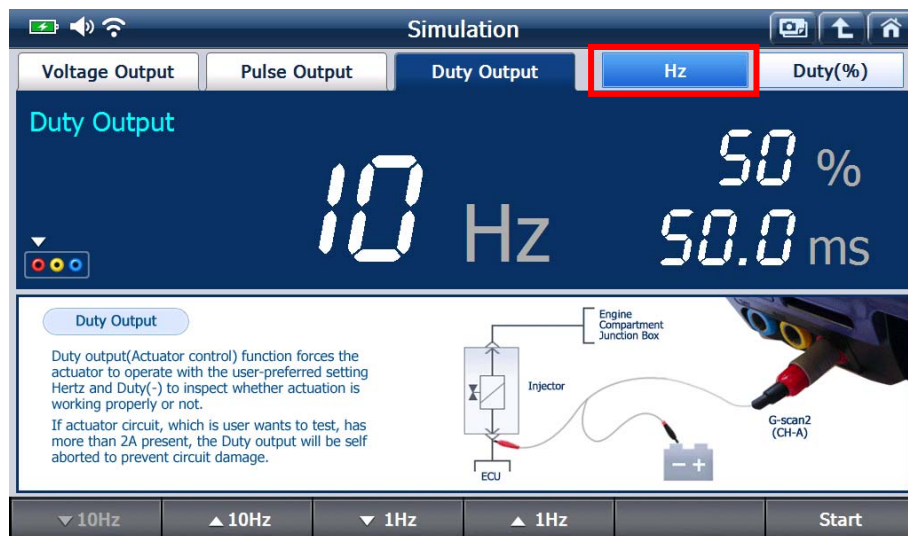 Simulation
Voltage Output Pulse Output Duty Output Hz Duty(%)
Duty Output
50 %
10 Hz
50.0 ms
Duty Output
Duty output(Actuator control) function forces the
actuator to operate with the user-preferred setting
Hertz and Duty(-) to inspect whether actuation is
working properly or not.
If actuator circuit, which is user wants to test, has
more than 2A present, the Duty output will be self
aborted to prevent circuit damage.
Engine
Compartment
Junction Box
Injector
G-scan2
(CH-A)
- +
ECU
▼10Hz ▲10Hz ▼ 1Hz ▲ 1Hz Start